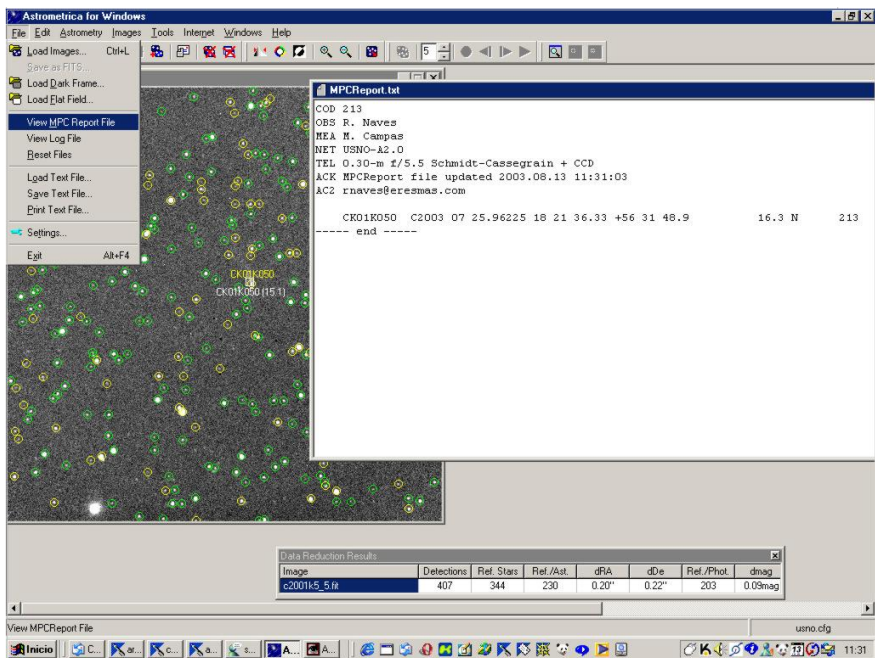 Astrometrica for Windows
File Edit Astrometry Images Tools Internet Windows Help
Load Images... Ctrl+L
Save as FITS...
Load Dark Frame...
Load Flat Field...
View MPC Report File
View Log File
Reset Files
Load Text File...
Save Text File...
Print Text File...
Settings...
Exit Alt+F4
5
CK01K050
CK01K050 (15.1)
MPCReport.txt
COD 213
OBS R. Naves
MEA M. Campas
NET USNO-A2.0
TEL 0.30-m f/5.5 Schmidt-Cassegrain + CCD
ACK MPCReport file updated 2003.08.13 11:31:03
AC2 rnaves@eresmas.com
CK01K050 C2003 07 25.96225 18 21 36.33 +56 31 48.9 16.3 N 213
----- end -----
Data Reduction Results
Image Detections Ref. Stars Ref./Ast. dRA dDe Ref./Phot. dmag
c2001k5_5.fit 407 344 230 0.20" 0.22" 203 0.09mag
View MPCReport File usno.cfg
Inicio C... ar... c... a... s... A... A... 13 11:31